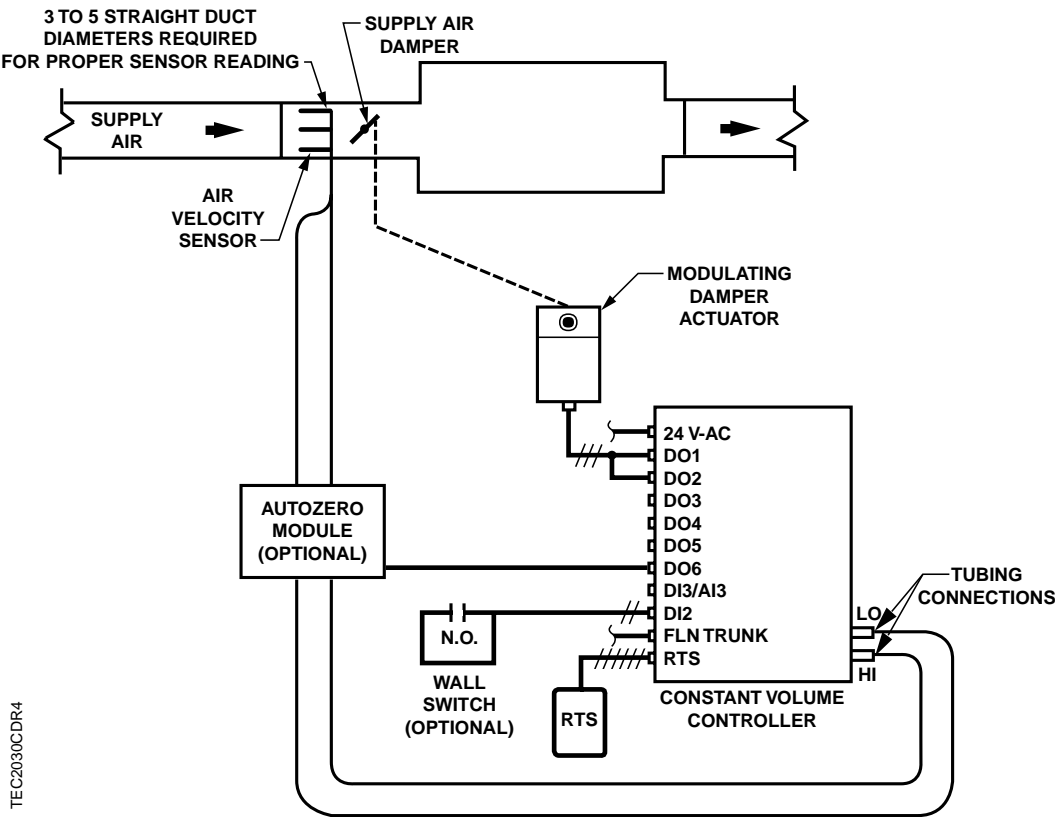 3 TO 5 STRAIGHT DUCT
DIAMETERS REQUIRED
FOR PROPER SENSOR READING
SUPPLY AIR
DAMPER
SUPPLY
AIR
AIR
VELOCITY
SENSOR
MODULATING
DAMPER
ACTUATOR
24 V-AC
DO1
DO2
DO3
DO4
DO5
DO6
DI3/AI3
DI2
FLN TRUNK
RTS
AUTOZERO
MODULE
(OPTIONAL)
N.O.
WALL
SWITCH
(OPTIONAL)
RTS
LO
HI
TUBING
CONNECTIONS
CONSTANT VOLUME
CONTROLLER
TEC2030CDR4